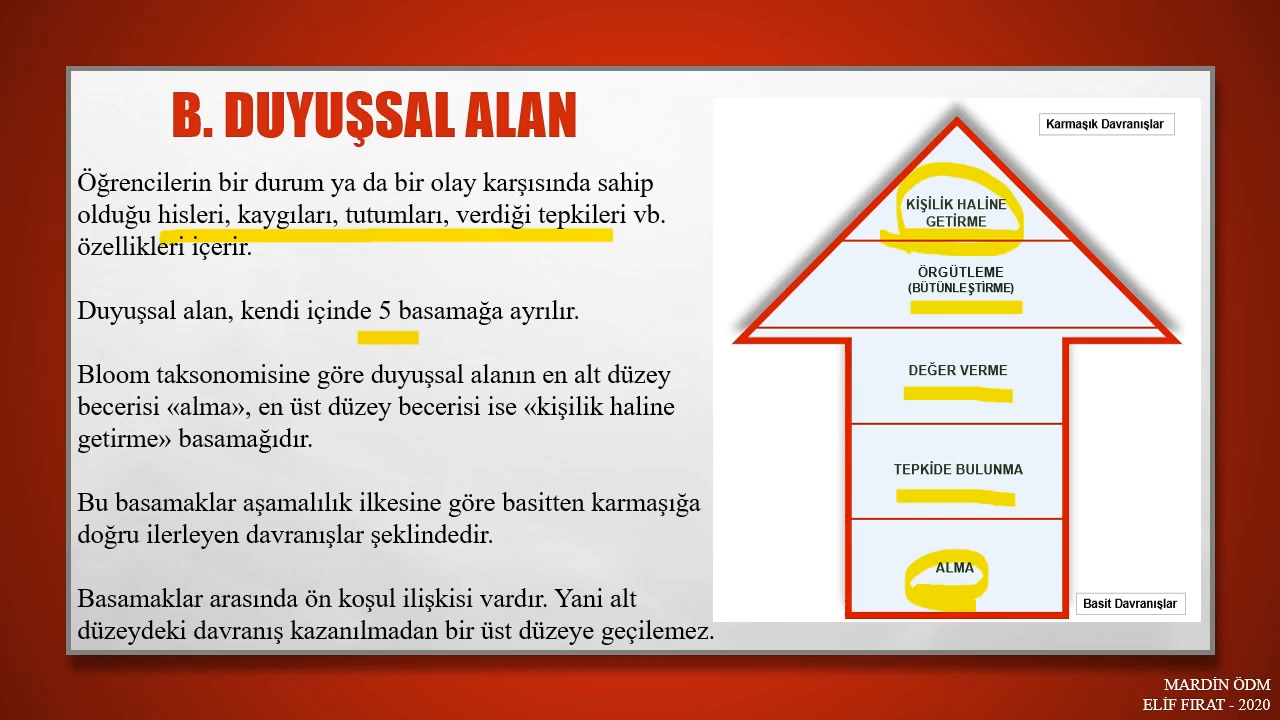 B. DUYUŞSAL ALAN
Öğrencilerin bir durum ya da bir olay karşısında sahip
olduğu hisleri, kaygıları, tutumları, verdiği tepkileri vb.
özellikleri içerir.
Duyuşsal alan, kendi içinde 5 basamağa ayrılır.
Bloom taksonomisine göre duyuşsal alanın en alt düzey
becerisi «alma», en üst düzey becerisi ise «kişilik haline
getirme» basamağıdır.
Bu basamaklar aşamalılık ilkesine göre basitten karmaşığa
doğru ilerleyen davranışlar şeklindedir.
Basamaklar arasında ön koşul ilişkisi vardır. Yani alt
düzeydeki davranış kazanılmadan bir üst düzeye geçilemez.
Karmaşık Davranışlar
KİŞİLİK HALİNE
GETİRME
ÖRGÜTLEME
(BÜTÜNLEŞTİRME)
DEĞER VERME
TEPKİDE BULUNMA
ALMA
Basit Davranışlar
MARDİN ÖDM
ELİF FIRAT - 2020